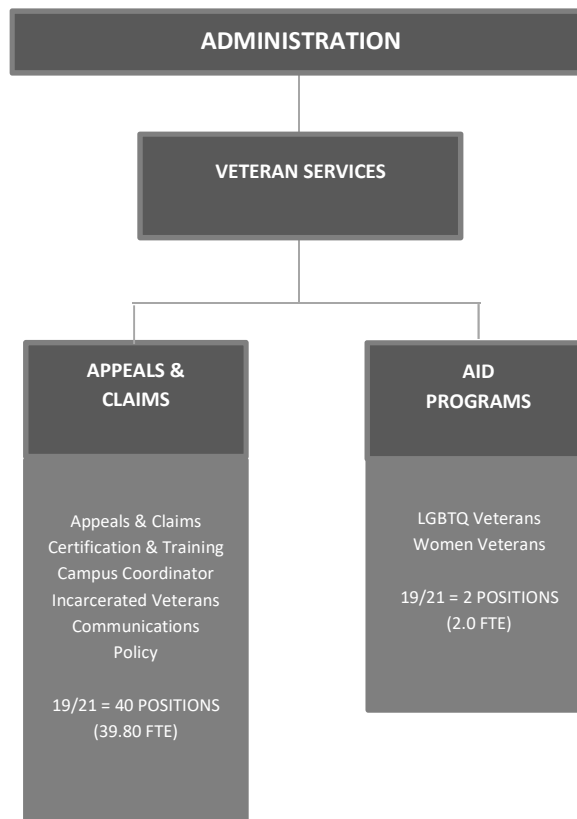 ADMINISTRATION
VETERAN SERVICES
APPEALS &
CLAIMS
Appeals & Claims
Certification & Training
Campus Coordinator
Incarcerated Veterans
Communications
Policy
19/21 = 40 POSITIONS
(39.80 FTE)
AID
PROGRAMS
LGBTQ Veterans
Women Veterans
19/21 = 2 POSITIONS
(2.0 FTE)